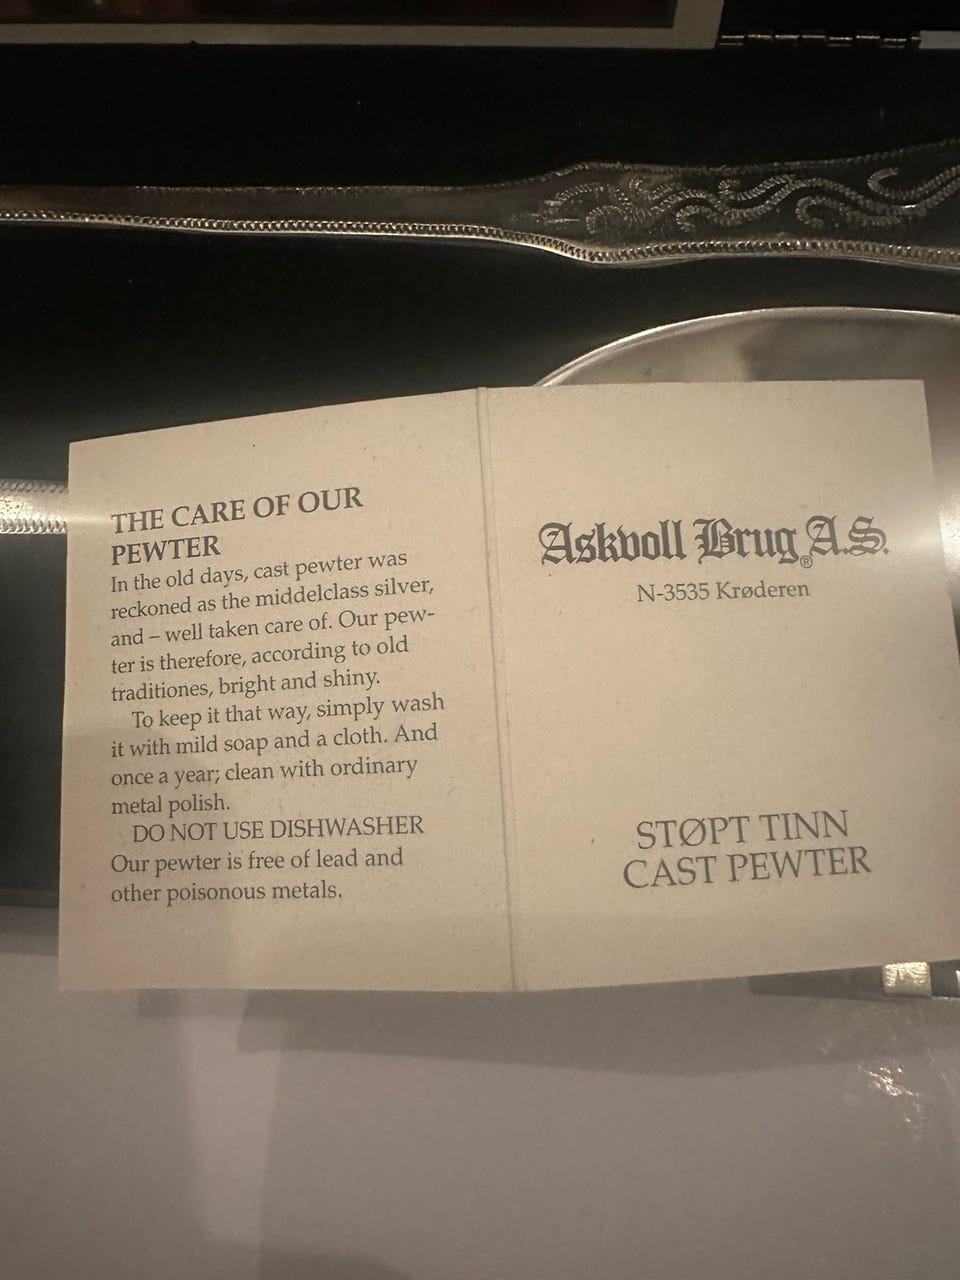 THE CARE OF OUR
PEWTER
In the old days, cast pewter was
reckoned as the middelclass silver,
and – well taken care of. Our pew-
ter is therefore, according to old
traditiones, bright and shiny.
To keep it that way, simply wash
it with mild soap and a cloth. And
once a year; clean with ordinary
metal polish.
DO NOT USE DISHWASHER
Our pewter is free of lead and
other poisonous metals.
Askvoll Brug® A.S.
N-3535 Krøderen
STØPT TINN
CAST PEWTER